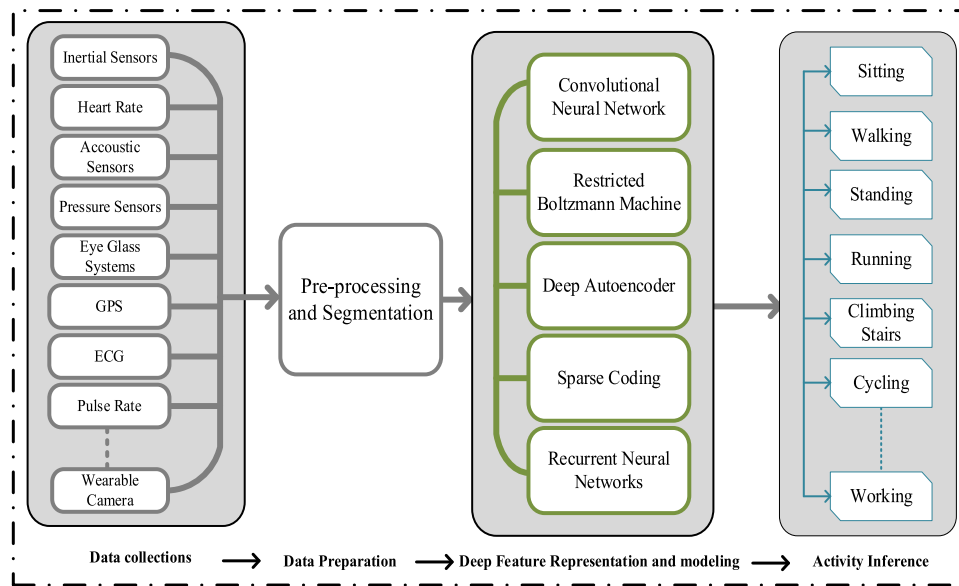 Inertial Sensors
Heart Rate
Accoustic
Sensors
Pressure Sensors
Eye Glass
Systems
GPS
ECG
Pulse Rate
Wearable
Camera
Pre-processing
and Segmentation
Convolutional
Neural Network
Restricted
Boltzmann Machine
Deep Autoencoder
Sparse Coding
Recurrent Neural
Networks
Sitting
Walking
Standing
Running
Climbing
Stairs
Cycling
Working
Data collections
Data Preparation
Deep Feature Representation and modeling
Activity Inference